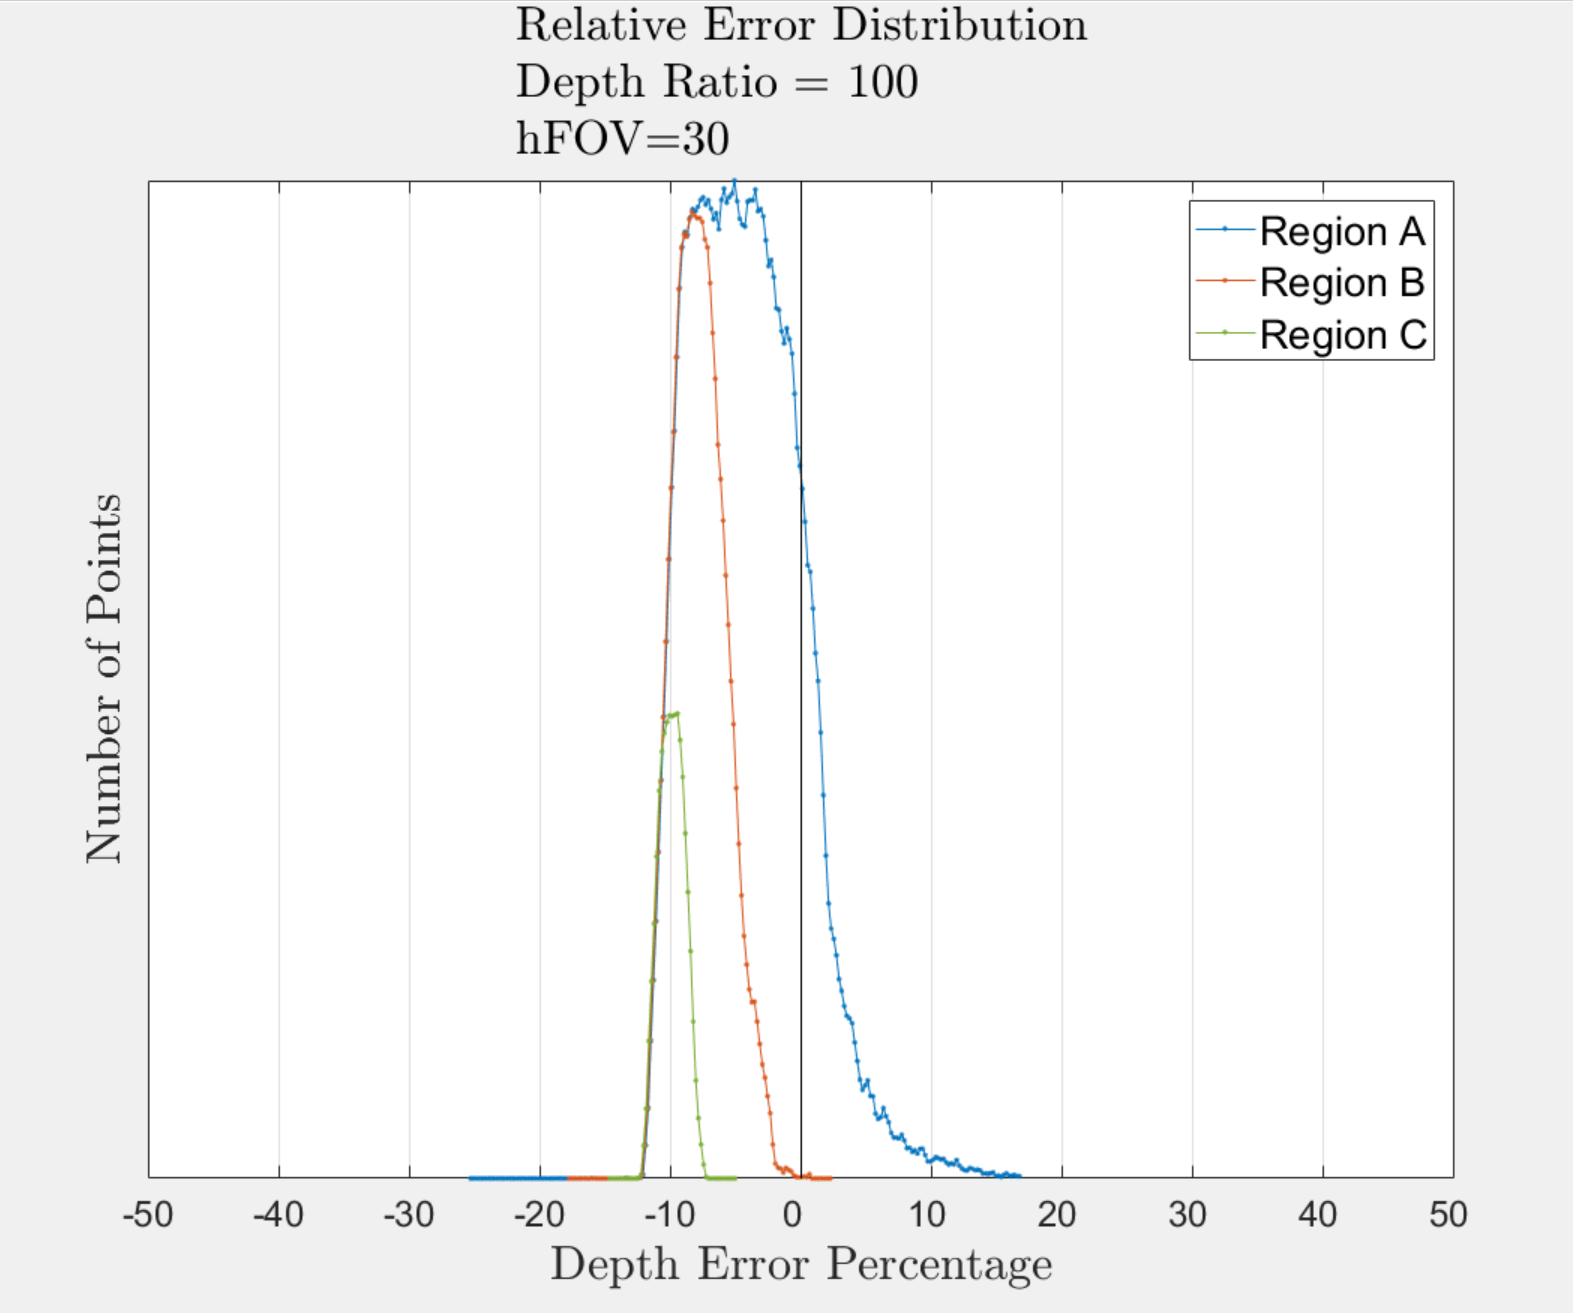 Relative Error Distribution
Depth Ratio = 100
hFOV=30
Region A
Region B
Region C
Number of Points
-50 -40 -30 -20 -10 0 10 20 30 40 50
Depth Error Percentage